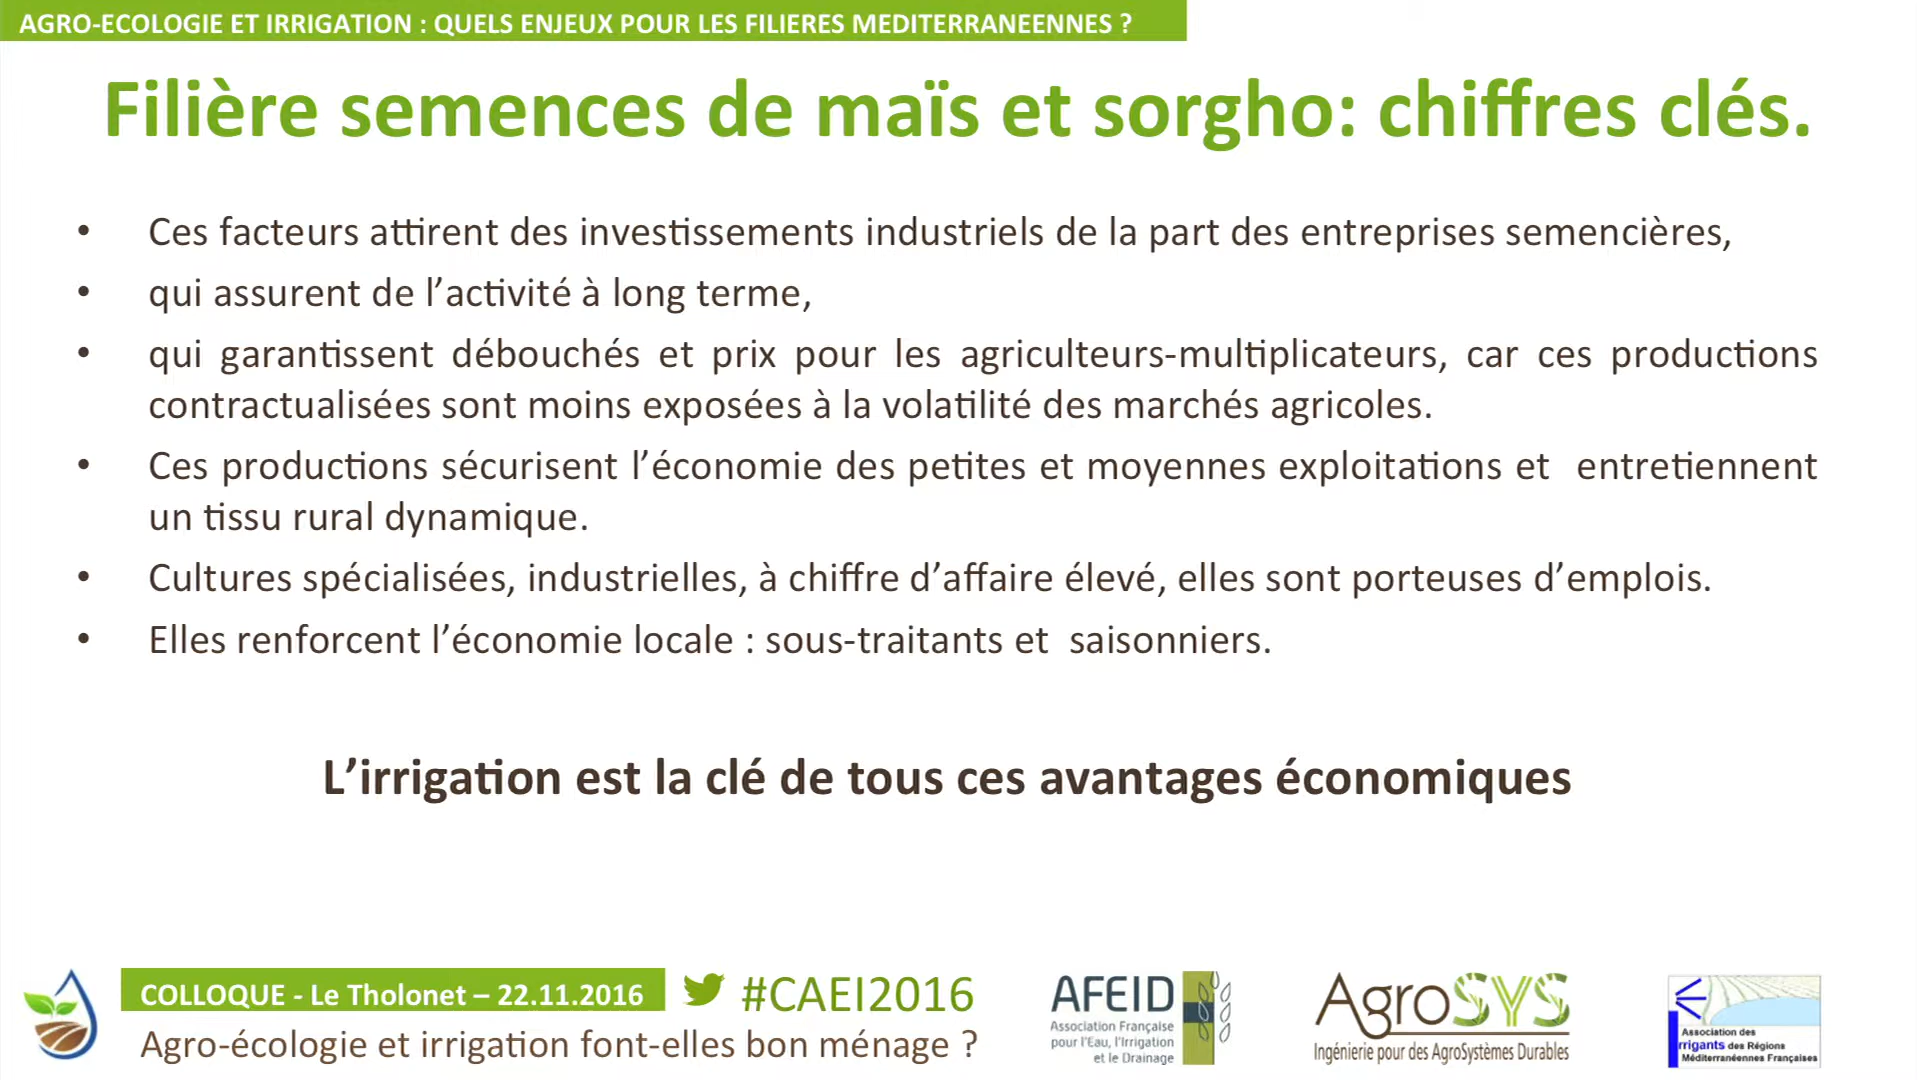 AGRO-ECOLOGIE ET IRRIGATION : QUELS ENJEUX POUR LES FILIERES MEDITERRANEENNES ?
Filière semences de maïs et sorgho: chiffres clés.
• Ces facteurs attirent des investissements industriels de la part des entreprises semencières,
• qui assurent de l’activité à long terme,
• qui garantissent débouchés et prix pour les agriculteurs-multiplicateurs, car ces productions
contractualisées sont moins exposées à la volatilité des marchés agricoles.
• Ces productions sécurisent l’économie des petites et moyennes exploitations et  entretiennent
un tissu rural dynamique.
• Cultures spécialisées, industrielles, à chiffre d’affaire élevé, elles sont porteuses d’emplois.
• Elles renforcent l’économie locale : sous-traitants et  saisonniers.
L’irrigation est la clé de tous ces avantages économiques
COLLOQUE - Le Tholonet – 22.11.2016
#CAEI2016
Agro-écologie et irrigation font-elles bon ménage ?
AFEID
Association Française
pour l'Eau, l'Irrigation
et le Drainage
AgroSYS
Ingénierie pour des AgroSystèmes Durables
Association des
Irrigants des Régions
Méditerranéennes Françaises